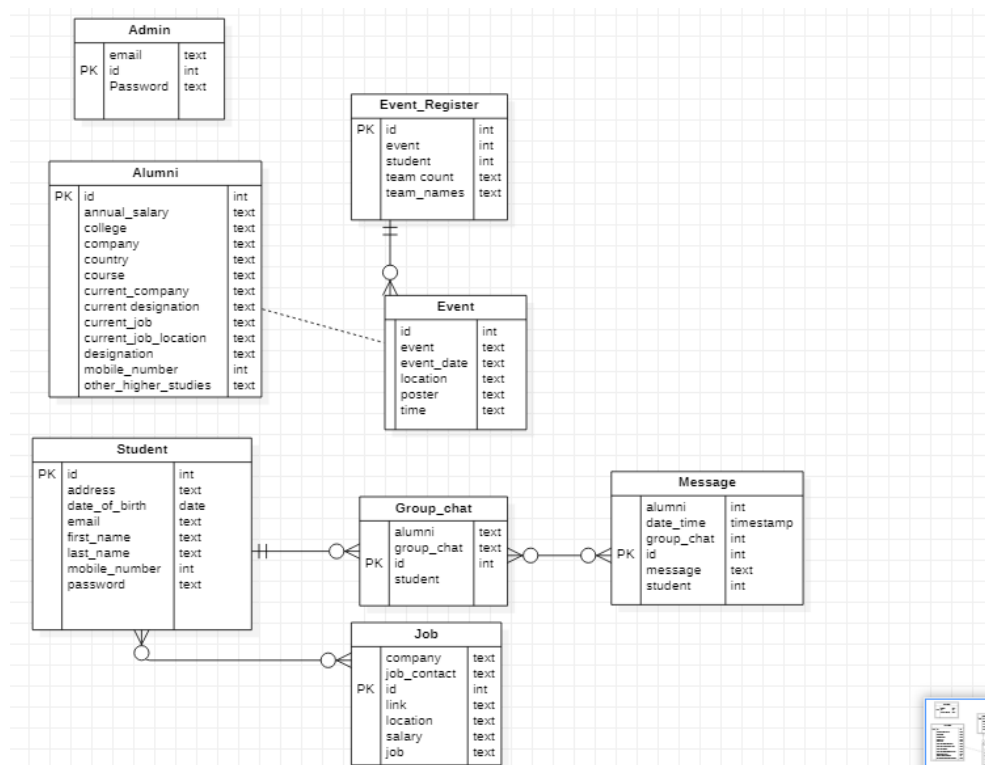 Admin
email text
PK id int
Password text
Event_Register
PK id int
event int
student int
team count text
team_names text
Alumni
PK id int
annual_salary text
college text
company text
country text
course text
current_company text
current designation text
current_job text
current_job_location text
designation text
mobile_number int
other_higher_studies text
Event
id int
event text
event_date text
location text
poster text
time text
Student
PK id int
address text
date_of_birth date
email text
first_name text
last_name text
mobile_number int
password text
Group_chat
alumni text
group_chat text
PK id int
student
Message
alumni int
date_time timestamp
group_chat int
PK id int
message text
student int
Job
company text
job_contact text
PK id int
link text
location text
salary text
job text